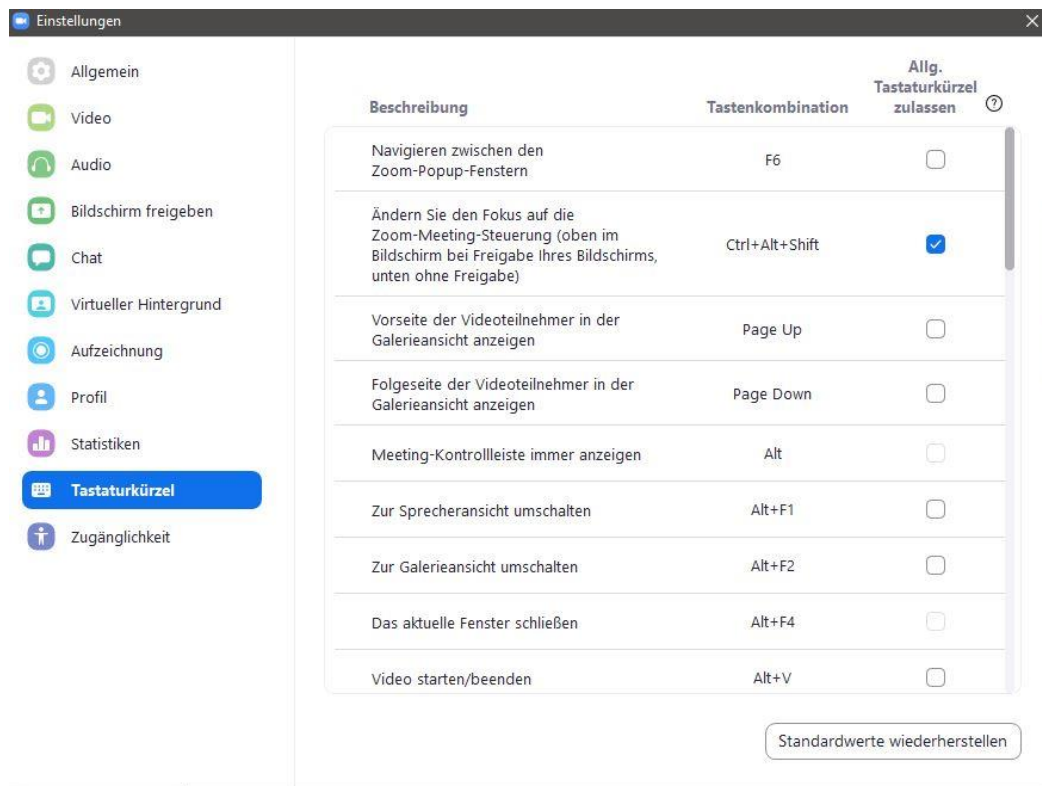 Einstellungen
Allgemein
Video
Audio
Bildschirm freigeben
Chat
Virtueller Hintergrund
Aufzeichnung
Profil
Statistiken
Tastaturkürzel
Zugänglichkeit
Beschreibung
Tastenkombination
Allg.
Tastaturkürzel
zulassen
Navigieren zwischen den
Zoom-Popup-Fenstern
F6
Ändern Sie den Fokus auf die
Zoom-Meeting-Steuerung (oben im
Bildschirm bei Freigabe Ihres Bildschirms,
unten ohne Freigabe)
Ctrl+Alt+Shift
Vorseite der Videoteilnehmer in der
Galerieansicht anzeigen
Page Up
Folgeseite der Videoteilnehmer in der
Galerieansicht anzeigen
Page Down
Meeting-Kontrollleiste immer anzeigen
Alt
Zur Sprecheransicht umschalten
Alt+F1
Zur Galerieansicht umschalten
Alt+F2
Das aktuelle Fenster schließen
Alt+F4
Video starten/beenden
Alt+V
Standardwerte wiederherstellen